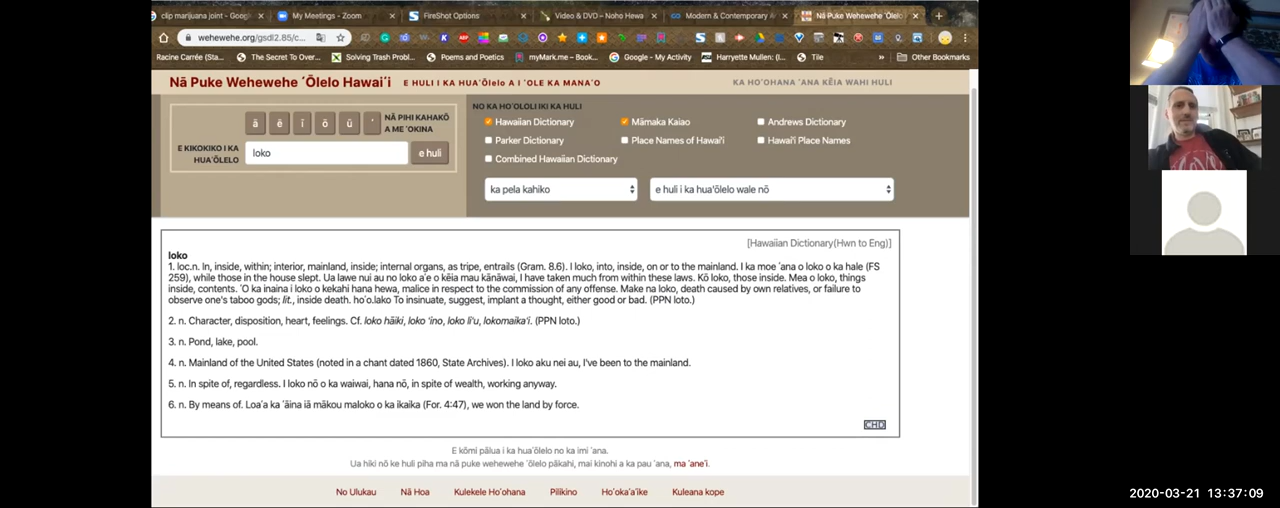 clip marijuana joint - Googl
My Meetings - Zoom
FireShot Options
Video & DVD – Noho Hewa
Modern & Contemporary A
Nā Puke Wehewehe ʻŌlelo
wehewehe.org/gsdl2.85/c...
Racine Carrée (Sta...
The Secret To Over...
Solving Trash Probl...
Poems and Poetics
myMark.me – Book...
Google - My Activity
Harryette Mullen: (i...
Tile
»
Other Bookmarks
Nā Puke Wehewehe ʻŌlelo Hawaiʻi
E HULI I KA HUAʻŌlelo A I ʻOLE KA MANAʻO
KA HOʻOHANA ʻANA KĒIA WAHI HULI
ā ē ī ō ū ʻ
NĀ PIHI KAHAKŌ
A ME ʻOKINA
E KIKOKIKO I KA
HUAʻŌLELO
loko
e huli
NO KA HOʻOLOLI IKI KA HULI
Hawaiian Dictionary
Māmaka Kaiao
Andrews Dictionary
Parker Dictionary
Place Names of Hawaiʻi
Hawaiʻi Place Names
Combined Hawaiian Dictionary
ka pela kahiko
e huli i ka huaʻōlelo wale nō
[Hawaiian Dictionary(Hwn to Eng)]
loko
1. loc.n. In, inside, within; interior, mainland, inside; internal organs, as tripe, entrails (Gram. 8.6). I loko, into, inside, on or to the mainland. I ka moe ʻana o loko o ka hale (FS
259), while those in the house slept. Ua lawe nui au no loko aʻe o kēia mau kānāwai, I have taken much from within these laws. Kō loko, those inside. Mea o loko, things
inside, contents. ʻO ka inaina i loko o kekahi hana hewa, malice in respect to the commission of any offense. Make na loko, death caused by own relatives, or failure to
observe one's taboo gods; lit., inside death. hoʻo.lako To insinuate, suggest, implant a thought, either good or bad. (PPN loto.)
2. n. Character, disposition, heart, feelings. Cf. loko hāiki, loko ʻino, loko liʻu, lokomaikaʻi. (PPN loto.)
3. n. Pond, lake, pool.
4. n. Mainland of the United States (noted in a chant dated 1860, State Archives). I loko aku nei au, I've been to the mainland.
5. n. In spite of, regardless. I loko nō o ka waiwai, hana nō, in spite of wealth, working anyway.
6. n. By means of. Loaʻa ka ʻāina iā mākou maloko o ka ikaika (For. 4:47), we won the land by force.
CHD
E kōmi pālua i ka huaʻōlelo no ka imi ʻana.
Ua hiki nō ke huli piha ma nā puke wehewehe ʻōlelo pākahi, mai kinohi a ka pau ʻana, ma ʻaneʻi.
No Ulukau
Nā Hoa
Kulekele Hoʻohana
Pilikino
Hoʻokaʻaʻike
Kuleana kope
2020-03-21 13:37:09